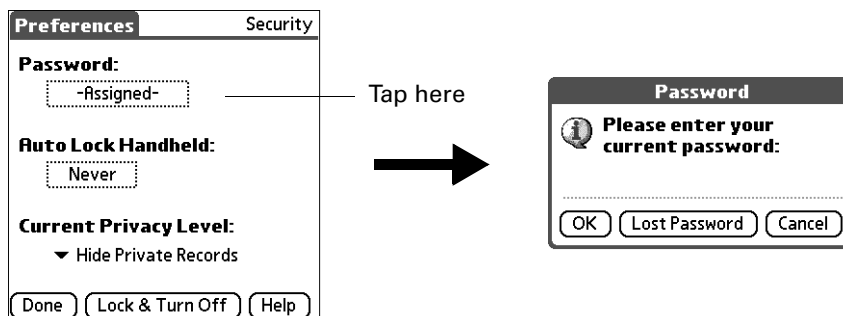 Preferences Security
Password:
-Assigned-
Auto Lock Handheld:
Never
Current Privacy Level:
Hide Private Records
Done Lock & Turn Off Help
Tap here
Password
Please enter your
current password:
OK Lost Password Cancel